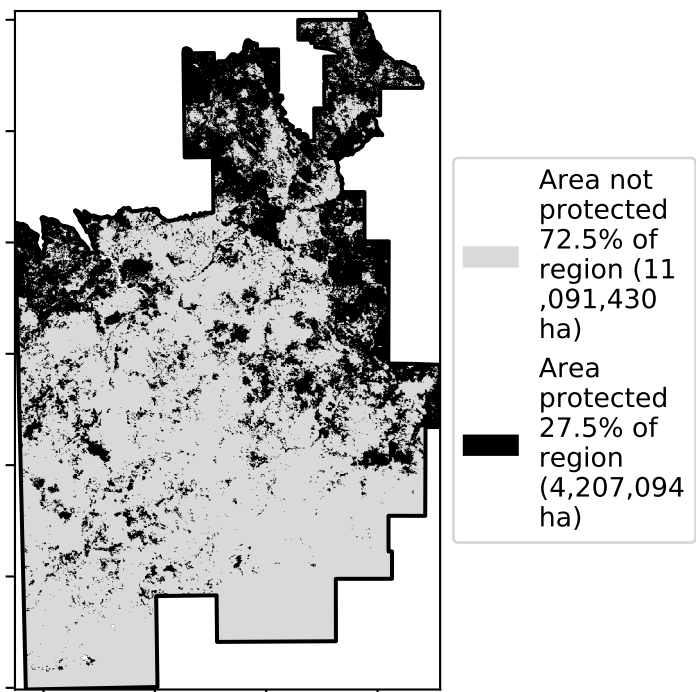 Area not
protected
72.5% of
region (11
,091,430
ha)
Area
protected
27.5% of
region
(4,207,094
ha)